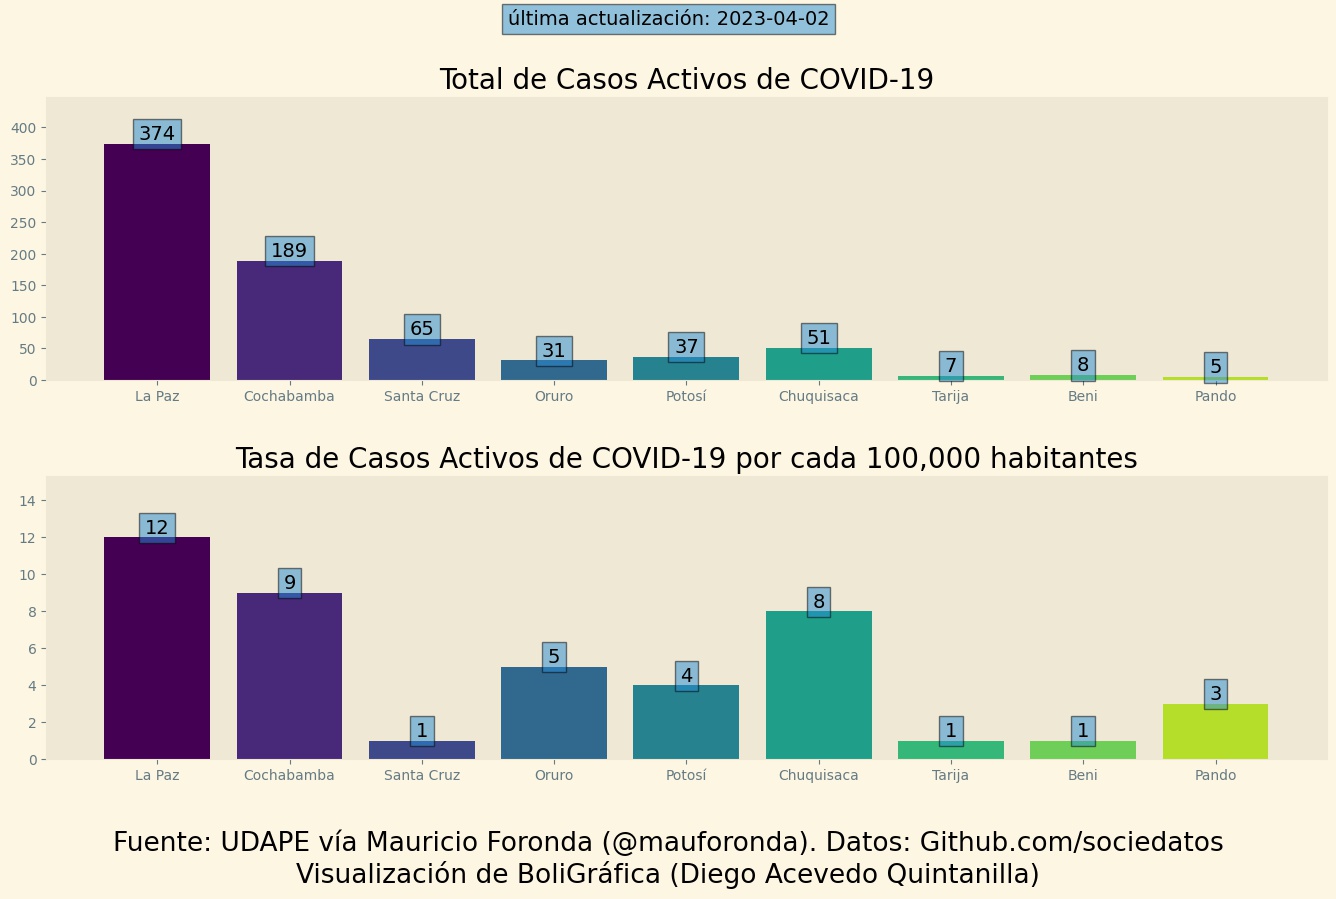 última actualización: 2023-04-02
Total de Casos Activos de COVID-19
400
350
300
250
200
150
100
50
0
374
189
65
31
37
51
7
8
5
La Paz
Cochabamba
Santa Cruz
Oruro
Potosí
Chuquisaca
Tarija
Beni
Pando
Tasa de Casos Activos de COVID-19 por cada 100,000 habitantes
14
12
10
8
6
4
2
0
12
9
1
5
4
8
1
1
3
La Paz
Cochabamba
Santa Cruz
Oruro
Potosí
Chuquisaca
Tarija
Beni
Pando
Fuente: UDAPE vía Mauricio Foronda (@mauforonda). Datos: Github.com/sociedatos
Visualización de BoliGráfica (Diego Acevedo Quintanilla)